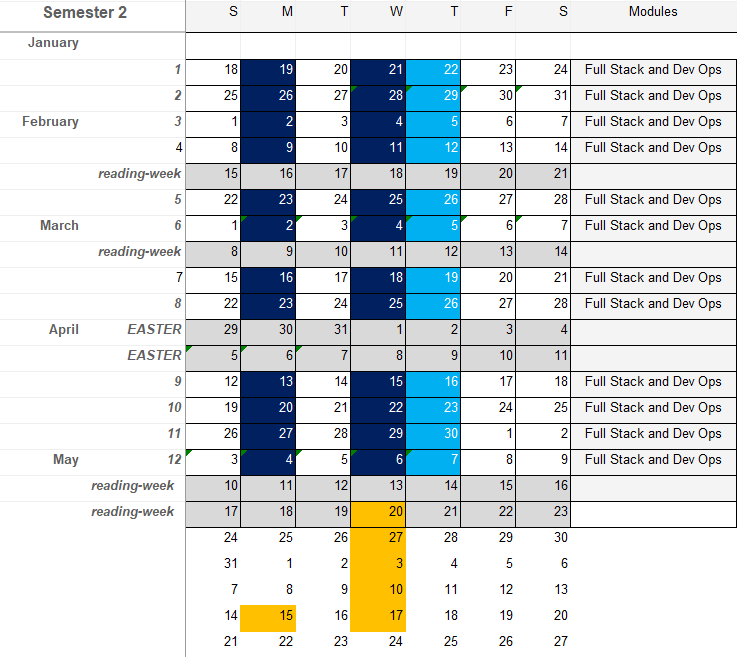 Semester 2 S M T W T F S Modules
January
1 18 19 20 21 22 23 24 Full Stack and Dev Ops
2 25 26 27 28 29 30 31 Full Stack and Dev Ops
February 3 1 2 3 4 5 6 7 Full Stack and Dev Ops
4 8 9 10 11 12 13 14 Full Stack and Dev Ops
reading-week 15 16 17 18 19 20 21
5 22 23 24 25 26 27 28 Full Stack and Dev Ops
March 6 1 2 3 4 5 6 7 Full Stack and Dev Ops
reading-week 8 9 10 11 12 13 14
7 15 16 17 18 19 20 21 Full Stack and Dev Ops
8 22 23 24 25 26 27 28 Full Stack and Dev Ops
April EASTER 29 30 31 1 2 3 4
EASTER 5 6 7 8 9 10 11
9 12 13 14 15 16 17 18 Full Stack and Dev Ops
10 19 20 21 22 23 24 25 Full Stack and Dev Ops
11 26 27 28 29 30 1 2 Full Stack and Dev Ops
May 12 3 4 5 6 7 8 9 Full Stack and Dev Ops
reading-week 10 11 12 13 14 15 16
reading-week 17 18 19 20 21 22 23
24 25 26 27 28 29 30
31 1 2 3 4 5 6
7 8 9 10 11 12 13
14 15 16 17 18 19 20
21 22 23 24 25 26 27